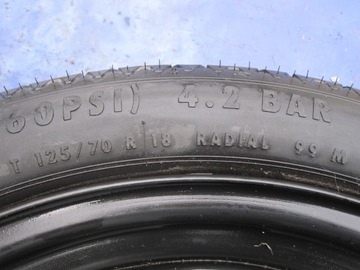 60PSI) 4.2 BAR
T 125/70 R 18 RADIAL 99 M